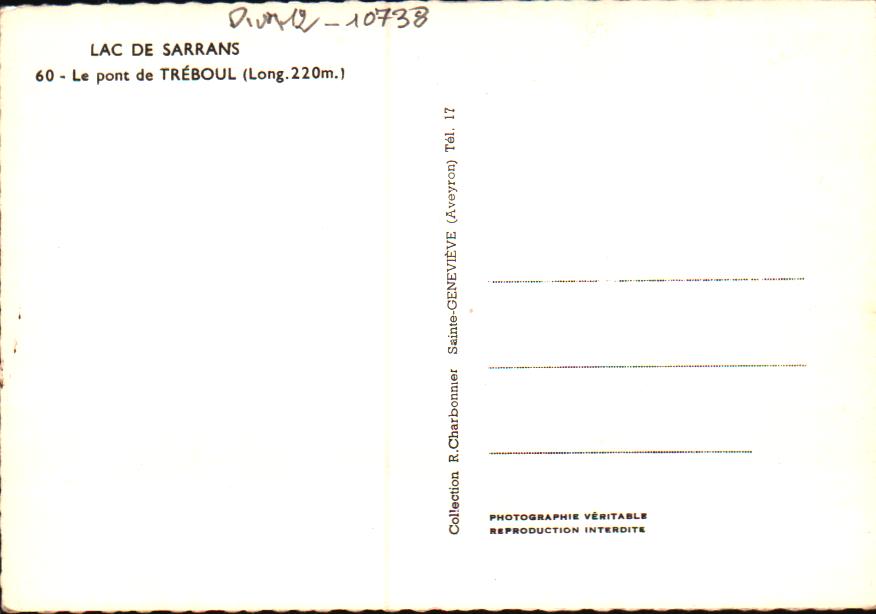 10738
LAC DE SARRANS
60 - Le pont de TRÉBOUL (Long.220m.)
Collection R.Charbonnier Sainte-GENEVIÈVE (Aveyron) Tél. 17
PHOTOGRAPHIE VÉRITABLE
REPRODUCTION INTERDITE